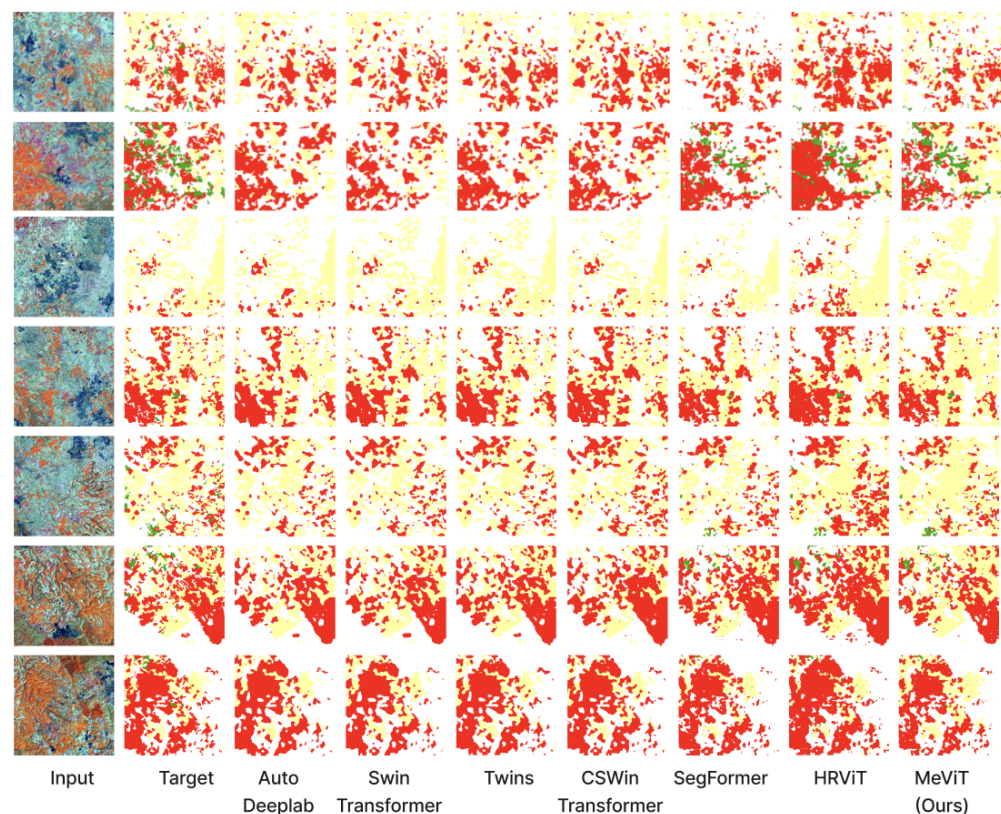 Input Target Auto Swin Twins CSWin SegFormer HRViT MeViT
Deeplab Transformer Transformer (Ours)